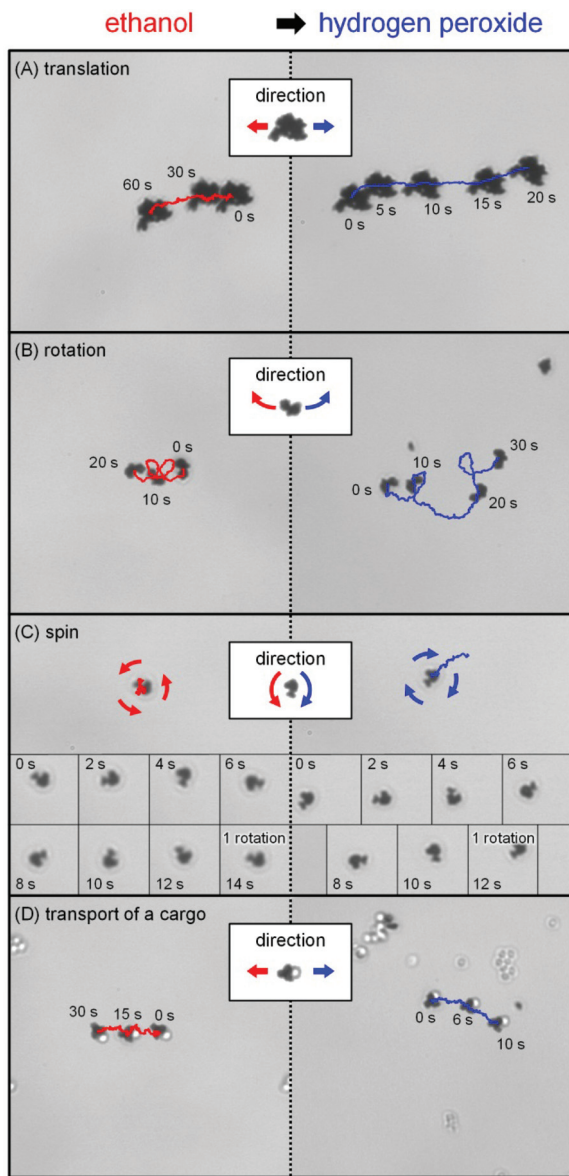 ethanol
hydrogen peroxide
(A) translation
direction
60 s
30 s
0 s
0 s
5 s
10 s
15 s
20 s
(B) rotation
direction
20 s
0 s
10 s
0 s
10 s
30 s
20 s
(C) spin
direction
0 s
2 s
4 s
6 s
0 s
2 s
4 s
6 s
8 s
10 s
12 s
1 rotation
14 s
8 s
10 s
1 rotation
12 s
(D) transport of a cargo
direction
30 s
15 s
0 s
0 s
6 s
10 s